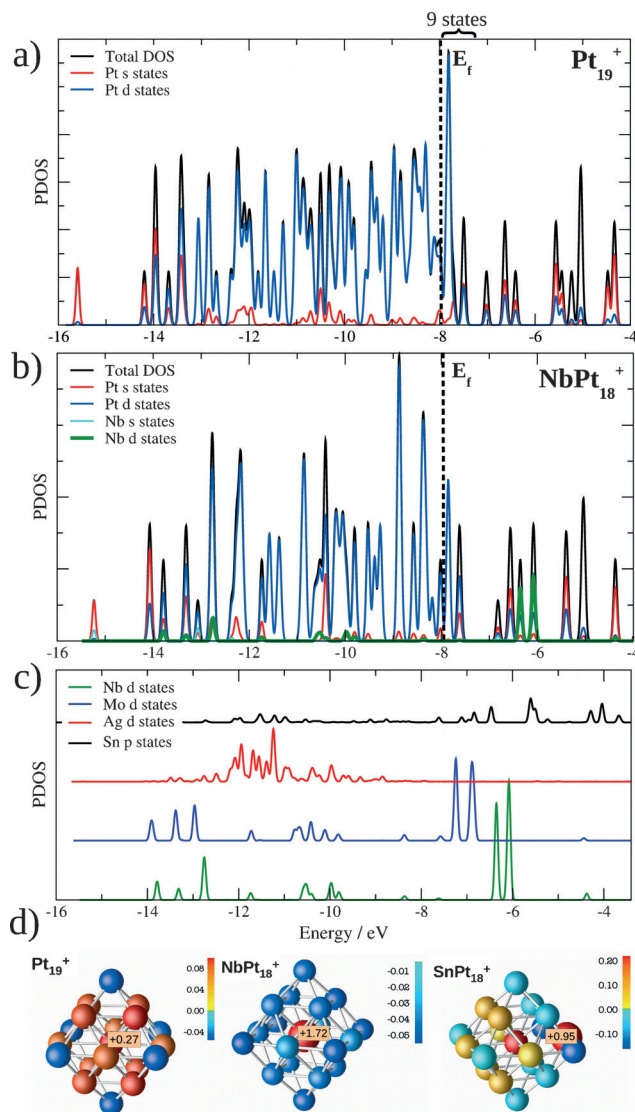 9 states
a)
Total DOS
Pt s states
Pt d states
E_f
Pt_19^+
PDOS
-16 -14 -12 -10 -8 -6 -4
b)
Total DOS
Pt s states
Pt d states
Nb s states
Nb d states
E_f
NbPt_18^+
PDOS
-16 -14 -12 -10 -8 -6 -4
c)
Nb d states
Mo d states
Ag d states
Sn p states
PDOS
-16 -14 -12 -10 -8 -6 -4
Energy / eV
d)
Pt_19^+
+0.27
0.08
0.04
0.00
-0.04
NbPt_18^+
+1.72
-0.01
-0.02
-0.03
-0.04
-0.05
SnPt_18^+
+0.95
0.20
0.10
0.00
-0.10